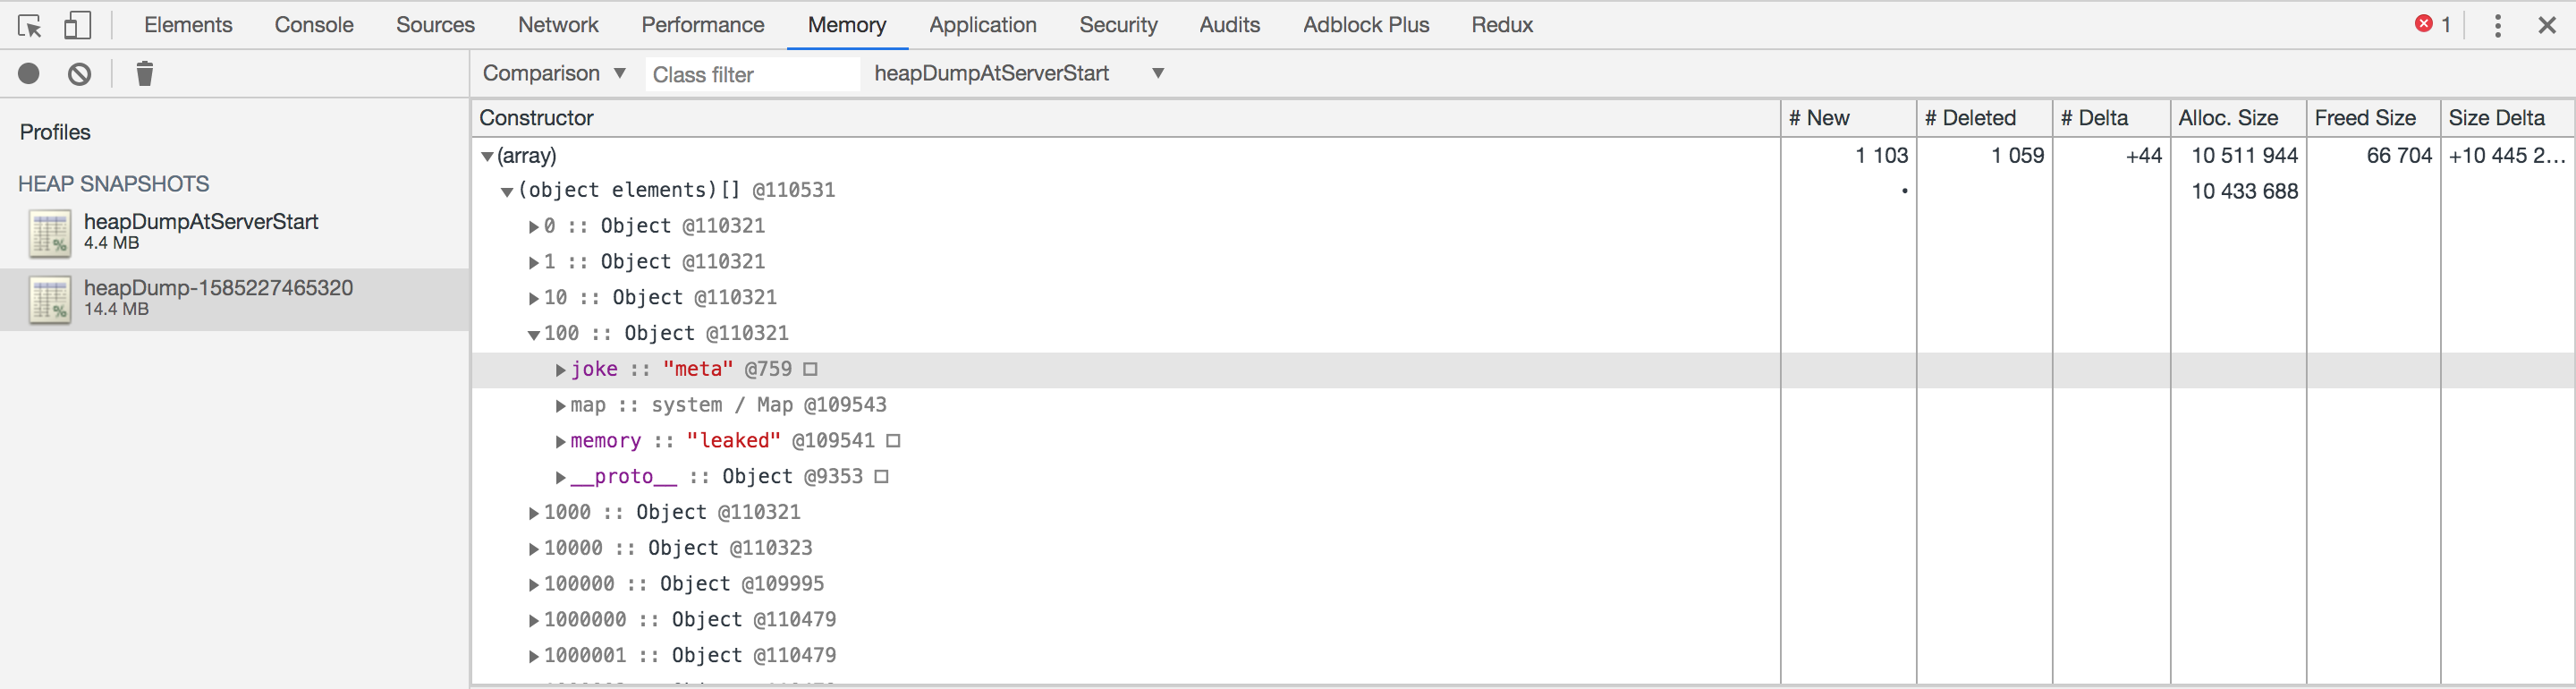 Elements Console Sources Network Performance Memory Application Security Audits Adblock Plus Redux 1
Comparison Class filter heapDumpAtServerStart
Profiles
HEAP SNAPSHOTS
heapDumpAtServerStart
4.4 MB
heapDump-1585227465320
14.4 MB
Constructor # New # Deleted # Delta Alloc. Size Freed Size Size Delta
(array) 1 103 1 059 +44 10 511 944 66 704 +10 445 2…
(object elements)[] @110531 • 10 433 688
0 :: Object @110321
1 :: Object @110321
10 :: Object @110321
100 :: Object @110321
joke :: "meta" @759
map :: system / Map @109543
memory :: "leaked" @109541
__proto__ :: Object @9353
1000 :: Object @110321
10000 :: Object @110323
100000 :: Object @109995
1000000 :: Object @110479
1000001 :: Object @110479